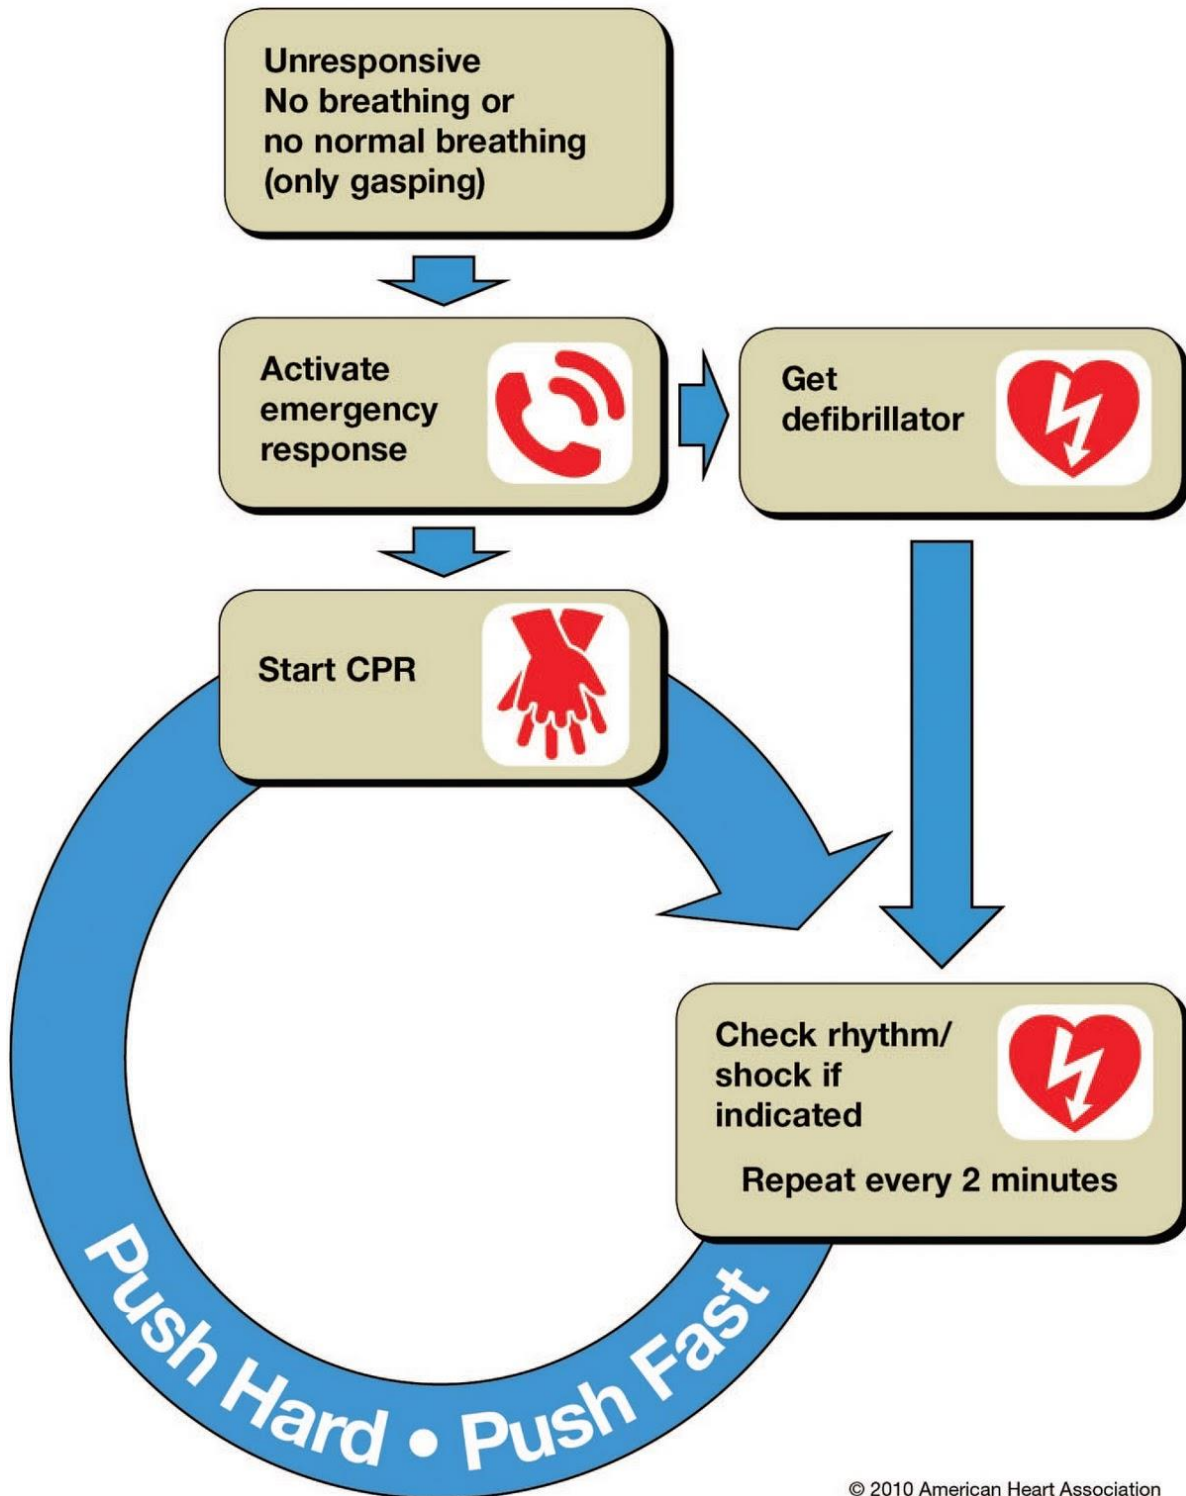 Unresponsive
No breathing or
no normal breathing
(only gasping)
Activate
emergency
response
Get
defibrillator
Start CPR
Check rhythm/
shock if
indicated
Repeat every 2 minutes
Push Hard • Push Fast
© 2010 American Heart Association